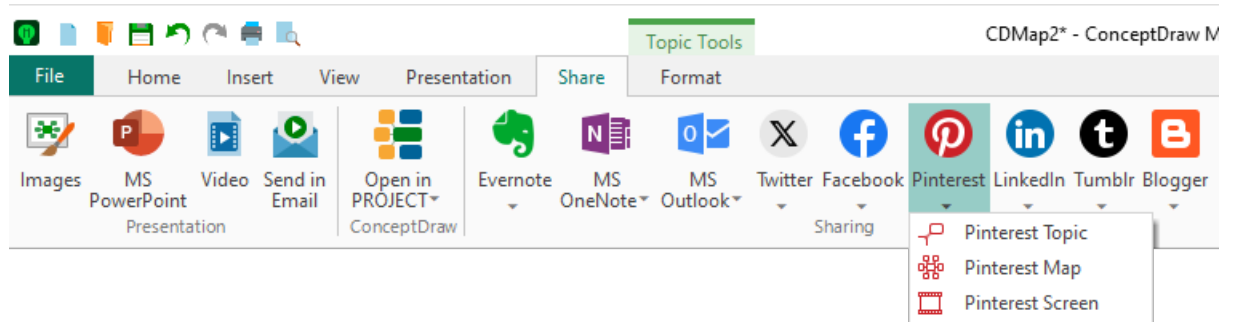 Topic Tools
CDMap2* - ConceptDraw M
File Home Insert View Presentation Share Format
Images MS PowerPoint Video Send in Email Open in PROJECT Evernote MS OneNote MS Outlook Twitter Facebook Pinterest LinkedIn Tumblr Blogger
Presentation ConceptDraw Sharing
Pinterest Topic
Pinterest Map
Pinterest Screen